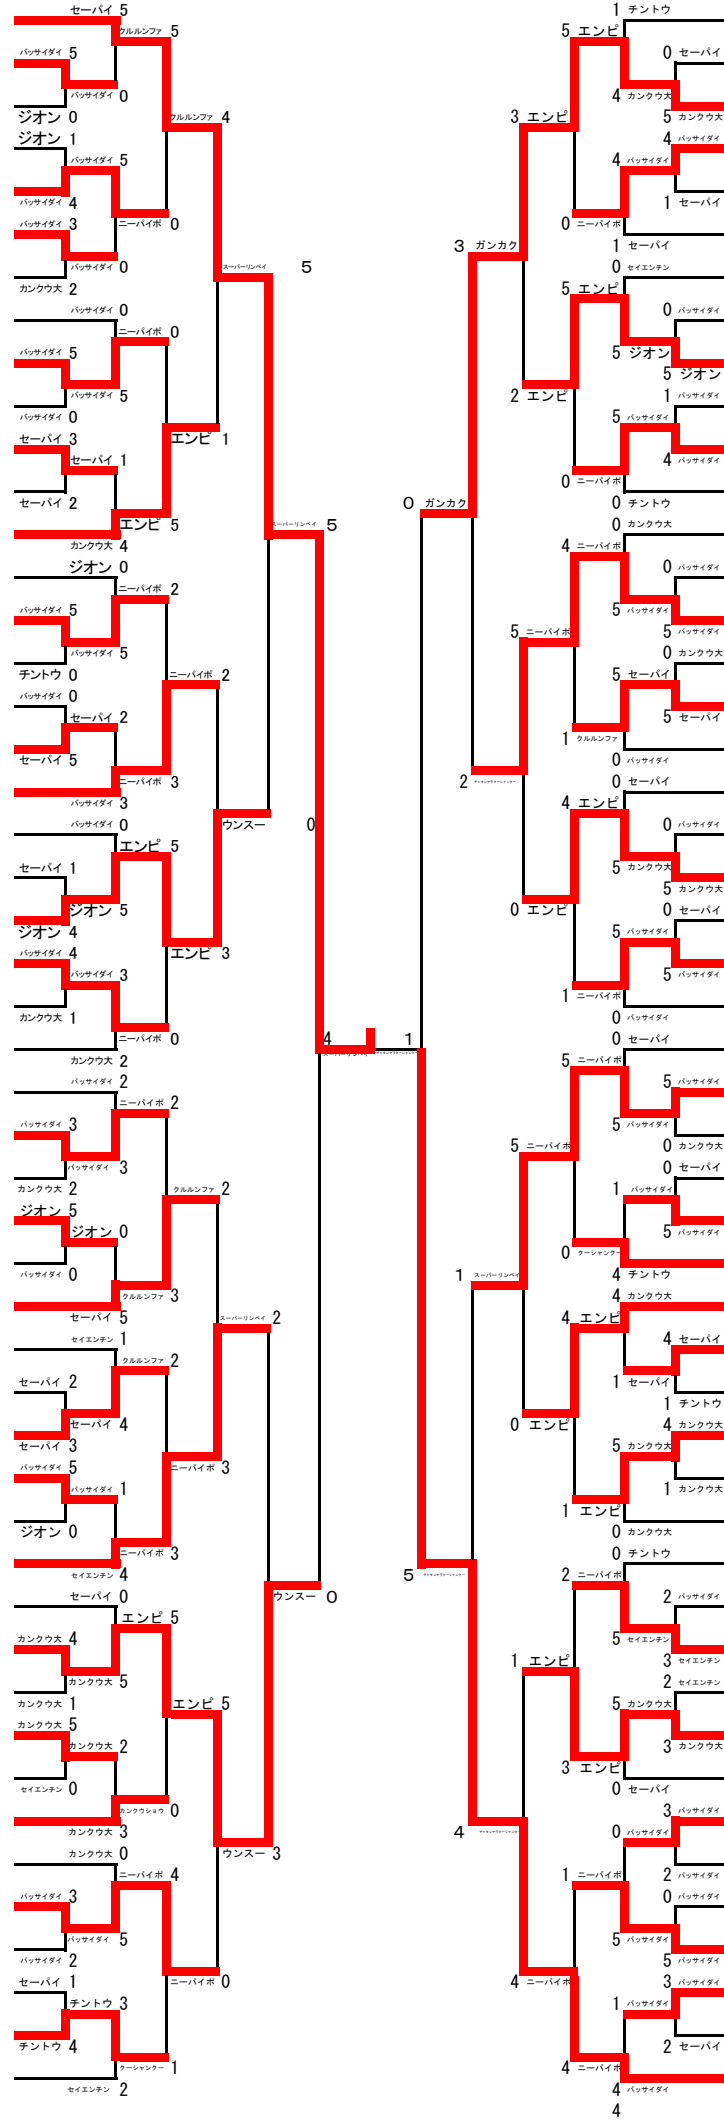 セーパイ 5
クルルンファ 5
バッサイダイ 5
バッサイダイ 0
ジオン 0
クルルンファ 4
ジオン 1
バッサイダイ 5
バッサイダイ 4
バッサイダイ 3
ニーパイポ 0
バッサイダイ 0
カンクウ大 2
スーパーリンペイ 5
バッサイダイ 0
ニーパイポ 0
バッサイダイ 5
バッサイダイ 5
バッサイダイ 0
セーパイ 3
エンピ 1
セーパイ 1
セーパイ 2
エンピ 5
カンクウ大 4
スーパーリンペイ 5
ジオン 0
ニーパイポ 2
バッサイダイ 5
バッサイダイ 5
チントウ 0
ニーパイポ 2
バッサイダイ 0
セーパイ 2
セーパイ 5
ニーパイポ 3
バッサイダイ 3
ウンスー 0
バッサイダイ 0
エンピ 5
セーパイ 1
ジオン 5
ジオン 4
エンピ 3
バッサイダイ 4
バッサイダイ 3
カンクウ大 1
ニーパイポ 0
カンクウ大 2
4
スーパーリンペイ
バッサイダイ 2
ニーパイポ 2
バッサイダイ 3
バッサイダイ 3
カンクウ大 2
クルルンファ 2
ジオン 5
ジオン 0
バッサイダイ 0
クルルンファ 3
セーパイ 5
スーパーリンペイ 2
セイエンチン 1
クルルンファ 2
セーパイ 2
セーパイ 4
セーパイ 3
ニーパイポ 3
バッサイダイ 5
バッサイダイ 1
ジオン 0
ニーパイポ 3
セイエンチン 4
ウンスー 0
セーパイ 0
エンピ 5
カンクウ大 4
カンクウ大 5
カンクウ大 1
エンピ 5
カンクウ大 5
カンクウ大 2
セイエンチン 0
カンクウショウ 0
カンクウ大 3
ウンスー 3
カンクウ大 0
ニーパイポ 4
バッサイダイ 3
バッサイダイ 5
バッサイダイ 2
ニーパイポ 0
セーパイ 1
チントウ 3
チントウ 4
クーシャンクー 1
セイエンチン 2
1 チントウ
5 エンピ
0 セーパイ
4 カンクウ大
5 カンクウ大
3 エンピ
4 バッサイダイ
4 バッサイダイ
1 セーパイ
0 ニーパイポ
1 セーパイ
3 ガンカク
0 セイエンチン
5 エンピ
0 バッサイダイ
5 ジオン
5 ジオン
2 エンピ
1 バッサイダイ
5 バッサイダイ
4 バッサイダイ
0 ニーパイポ
0 チントウ
0 ガンカク
0 カンクウ大
4 ニーパイポ
0 バッサイダイ
5 バッサイダイ
5 バッサイダイ
5 ニーパイポ
0 カンクウ大
5 セーパイ
5 セーパイ
1 クルルンファ
0 バッサイダイ
2
0 セーパイ
4 エンピ
0 バッサイダイ
5 カンクウ大
5 カンクウ大
0 エンピ
0 セーパイ
5 バッサイダイ
5 バッサイダイ
1 ニーパイポ
0 バッサイダイ
1
0 セーパイ
5 ニーパイポ
5 バッサイダイ
5 バッサイダイ
0 カンクウ大
5 ニーパイポ
0 セーパイ
1 バッサイダイ
5 バッサイダイ
0 クーシャンクー
4 チントウ
1 スーパーリンペイ
4 カンクウ大
4 エンピ
4 セーパイ
1 セーパイ
1 チントウ
0 エンピ
4 カンクウ大
5 カンクウ大
1 カンクウ大
1 エンピ
0 カンクウ大
5
0 チントウ
2 ニーパイポ
2 バッサイダイ
5 セイエンチン
3 セイエンチン
1 エンピ
2 セイエンチン
5 カンクウ大
3 カンクウ大
3 エンピ
0 セーパイ
4
3 バッサイダイ
0 バッサイダイ
2 バッサイダイ
1 ニーパイポ
0 バッサイダイ
5 バッサイダイ
5 バッサイダイ
4 ニーパイポ
3 バッサイダイ
1 バッサイダイ
2 セーパイ
4 ニーパイポ
4 バッサイダイ
4